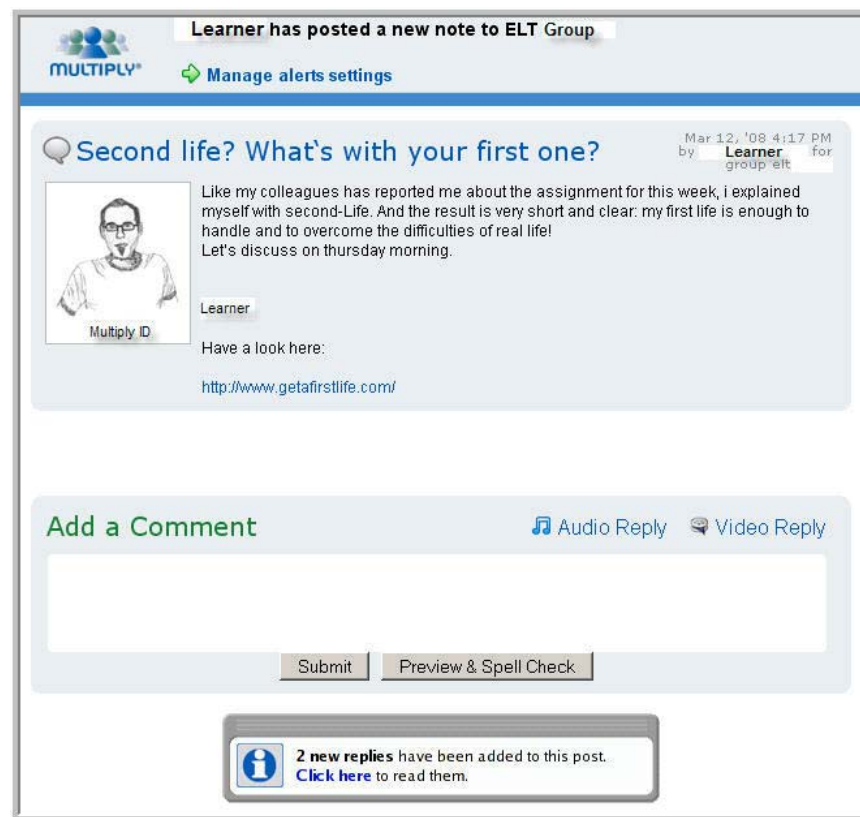 Learner has posted a new note to ELT Group
MULTIPLY®
Manage alerts settings
Second life? What's with your first one?
Mar 12, '08 4:17 PM
by Learner for
group elt
Like my colleagues has reported me about the assignment for this week, i explained
myself with second-Life. And the result is very short and clear: my first life is enough to
handle and to overcome the difficulties of real life!
Let's discuss on thursday morning.
Learner
Multiply ID
Have a look here:
http://www.getafirstlife.com/
Add a Comment
Audio Reply
Video Reply
Submit
Preview & Spell Check
2 new replies have been added to this post.
Click here to read them.